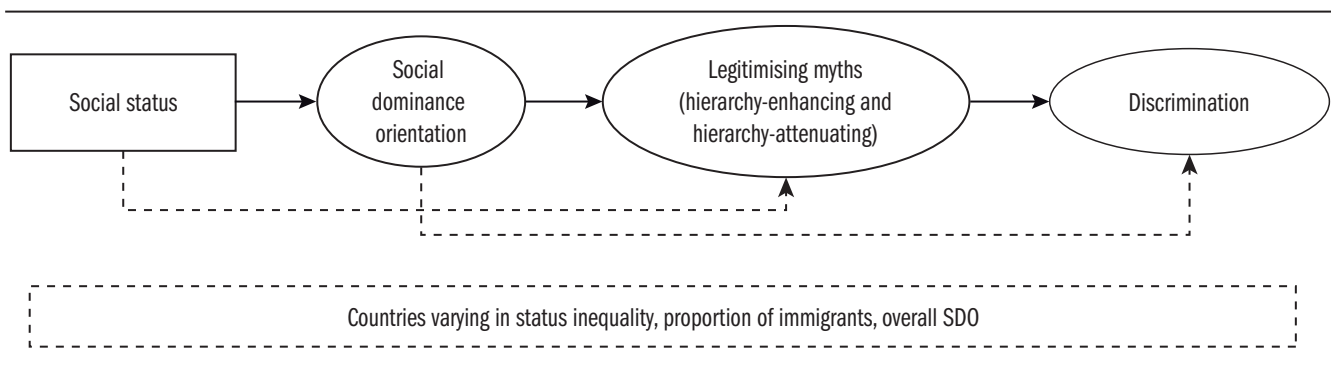 Social status
Social
dominance
orientation
Legitimising myths
(hierarchy-enhancing and
hierarchy-attenuating)
Discrimination
Countries varying in status inequality, proportion of immigrants, overall SDO